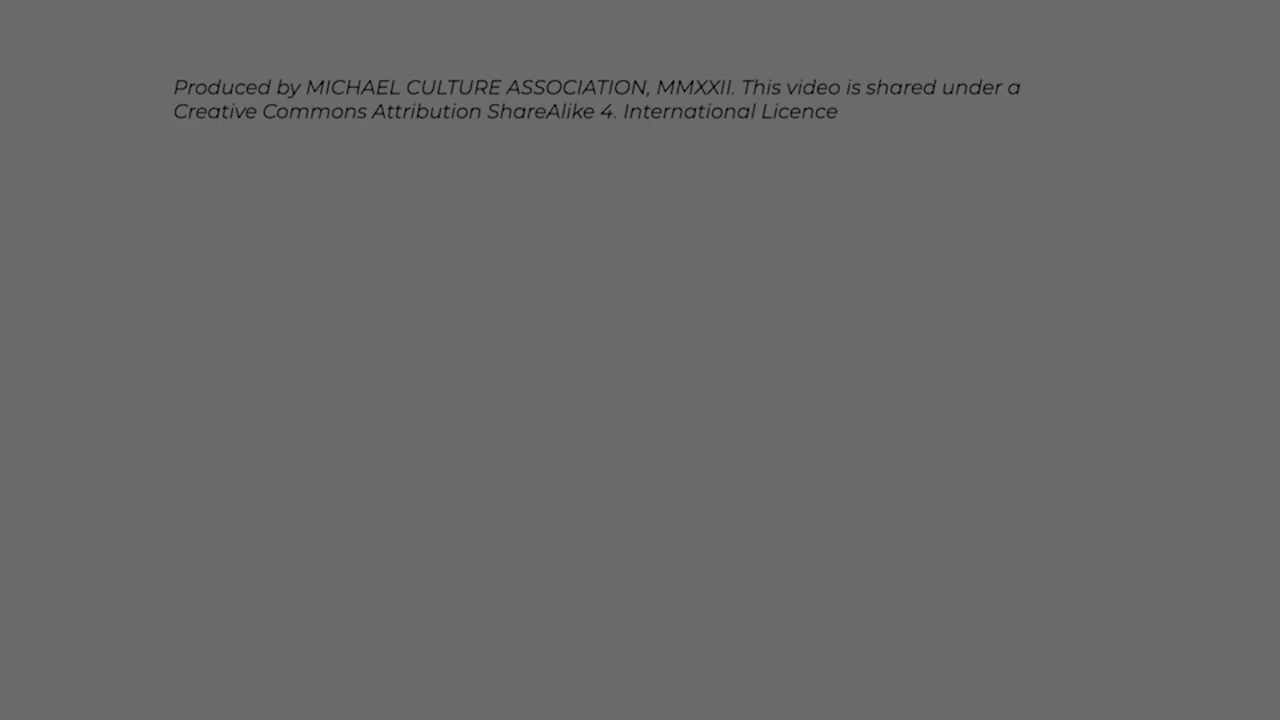 Produced by MICHAEL CULTURE ASSOCIATION, MMXXII. This video is shared under a
Creative Commons Attribution ShareAlike 4. International Licence